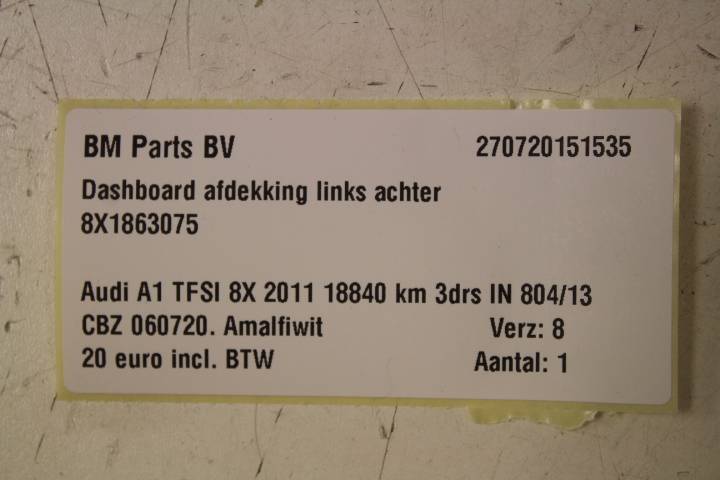 BM Parts BV 270720151535
Dashboard afdekking links achter
8X1863075
Audi A1 TFSI 8X 2011 18840 km 3drs IN 804/13
CBZ 060720. Amalfiwit Verz: 8
20 euro incl. BTW Aantal: 1